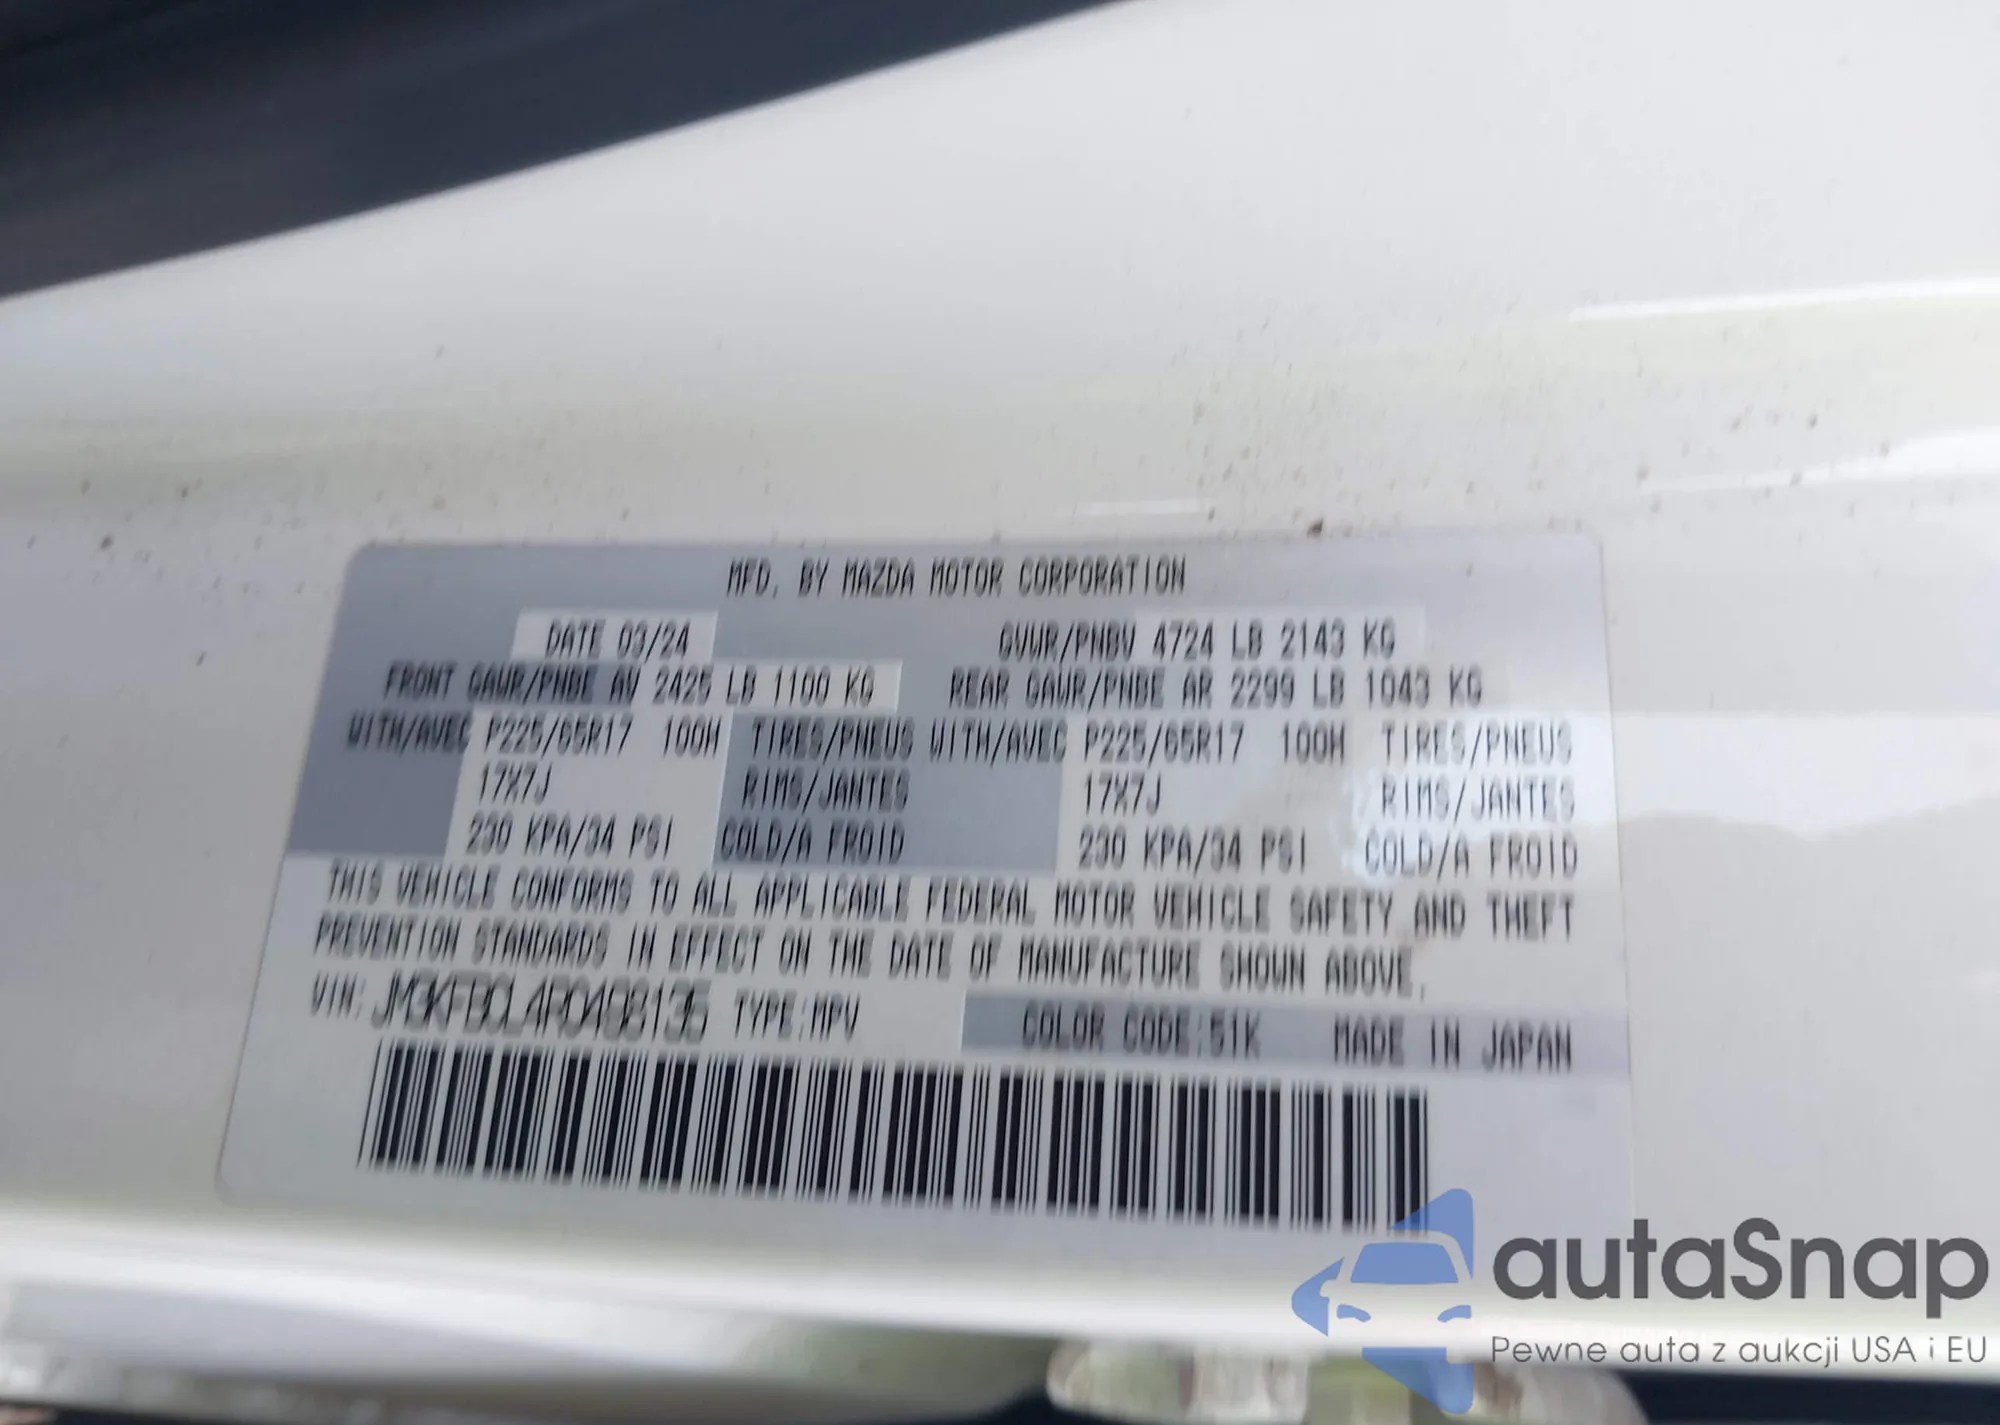 MFD. BY MAZDA MOTOR CORPORATION
DATE 03/24 GVWR/PNBV 4724 LB 2143 KG
FRONT GAWR/PNBE AV 2425 LB 1100 KG REAR GAWR/PNBE AR 2299 LB 1043 KG
WITH/AVEC P225/65R17 100H TIRES/PNEUS WITH/AVEC P225/65R17 100H TIRES/PNEUS
17X7J RIMS/JANTES 17X7J RIMS/JANTES
230 KPA/34 PSI COLD/A FROID 230 KPA/34 PSI COLD/A FROID
THIS VEHICLE CONFORMS TO ALL APPLICABLE FEDERAL MOTOR VEHICLE SAFETY AND THEFT
PREVENTION STANDARDS IN EFFECT ON THE DATE OF MANUFACTURE SHOWN ABOVE.
VIN: TYPE:MPV COLOR CODE:51K MADE IN JAPAN
autaSnap
Pewne auta z aukcji USA i EU